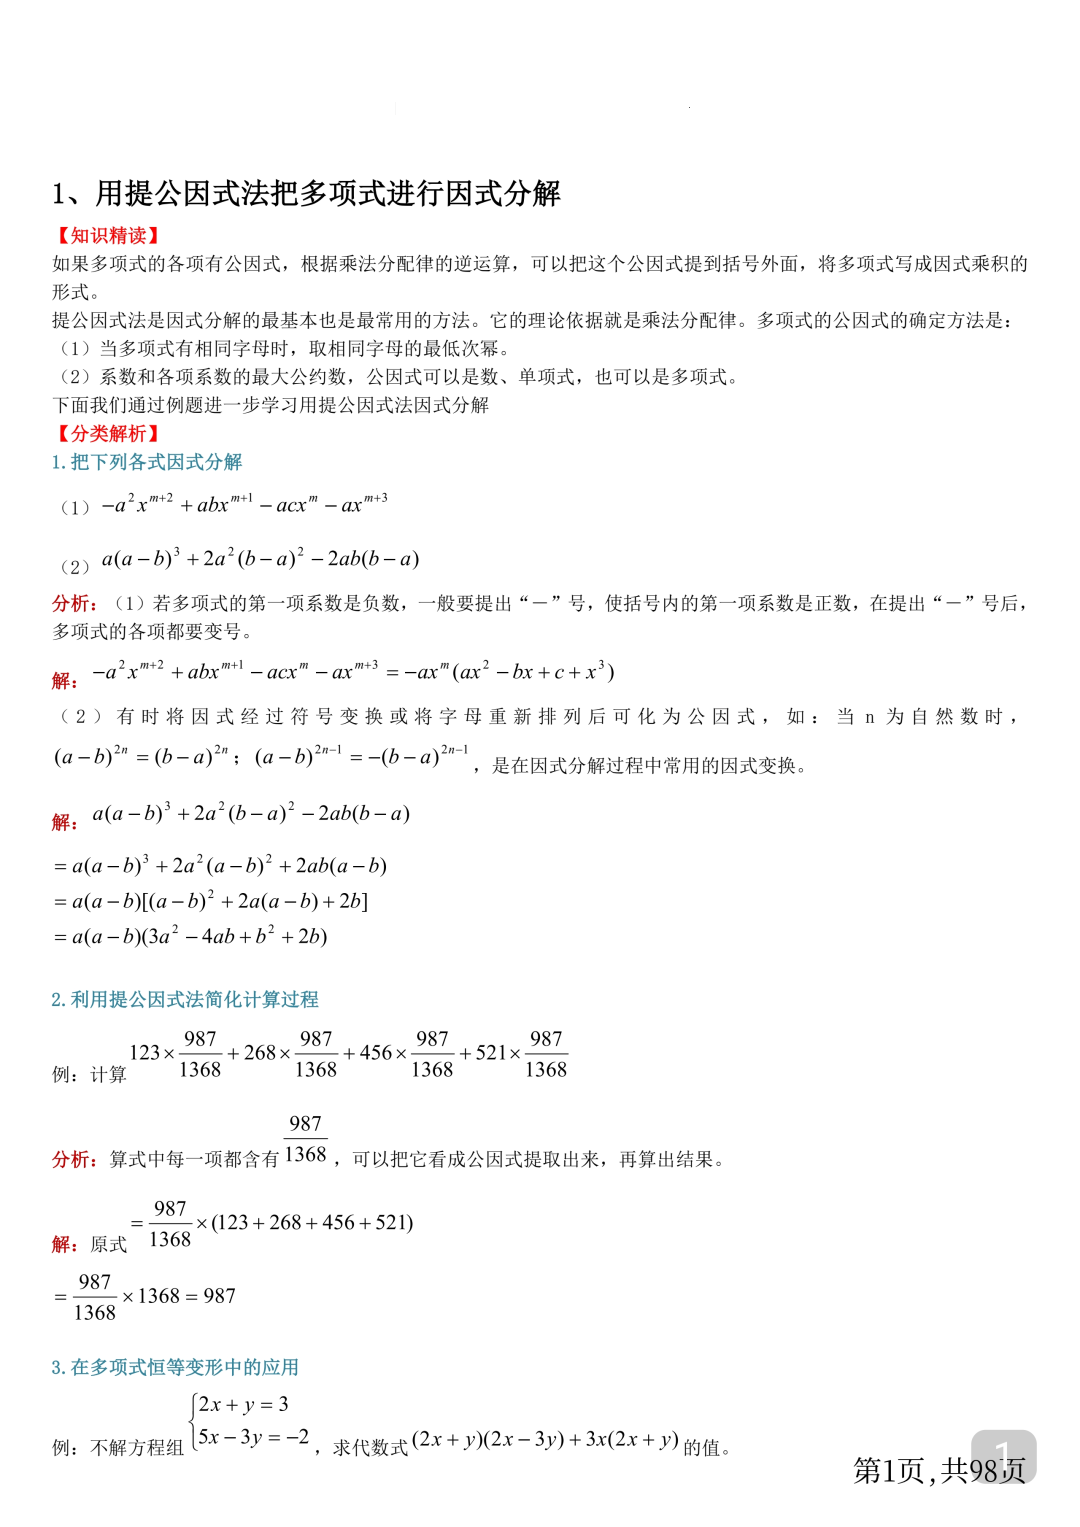 1、用提公因式法把多项式进行因式分解
【知识精读】
如果多项式的各项有公因式，根据乘法分配律的逆运算，可以把这个公因式提到括号外面，将多项式写成因式乘积的
形式。
提公因式法是因式分解的最基本也是最常用的方法。它的理论依据就是乘法分配律。多项式的公因式的确定方法是：
（1）当多项式有相同字母时，取相同字母的最低次幂。
（2）系数和各项系数的最大公约数，公因式可以是数、单项式，也可以是多项式。
下面我们通过例题进一步学习用提公因式法因式分解
【分类解析】
1.把下列各式因式分解
（1）$-a^2x^{m+2}+abx^{m+1}-acx^m-ax^{m+3}$
（2）$a(a-b)^3+2a^2(b-a)^2-2ab(b-a)$
分析：（1）若多项式的第一项系数是负数，一般要提出“－”号，使括号内的第一项系数是正数，在提出“－”号后，
多项式的各项都要变号。
解：$-a^2x^{m+2}+abx^{m+1}-acx^m-ax^{m+3}=-ax^m(ax^2-bx+c+x^3)$
（2）有时将因式经过符号变换或将字母重新排列后可化为公因式，如：当 n 为自然数时，
$(a-b)^{2n}=(b-a)^{2n}$；$(a-b)^{2n-1}=-(b-a)^{2n-1}$，是在因式分解过程中常用的因式变换。
解：$a(a-b)^3+2a^2(b-a)^2-2ab(b-a)$
$=a(a-b)^3+2a^2(a-b)^2+2ab(a-b)$
$=a(a-b)[(a-b)^2+2a(a-b)+2b]$
$=a(a-b)(3a^2-4ab+b^2+2b)$
2.利用提公因式法简化计算过程
例：计算$123×\frac{987}{1368}+268×\frac{987}{1368}+456×\frac{987}{1368}+521×\frac{987}{1368}$
分析：算式中每一项都含有$\frac{987}{1368}$，可以把它看成公因式提取出来，再算出结果。
解：原式$=\frac{987}{1368}×(123+268+456+521)$
$=\frac{987}{1368}×1368=987$
3.在多项式恒等变形中的应用
例：不解方程组$\begin{cases}2x+y=3\\5x-3y=-2\end{cases}$，求代数式$(2x+y)(2x-3y)+3x(2x+y)$的值。
1
第1页,共98页